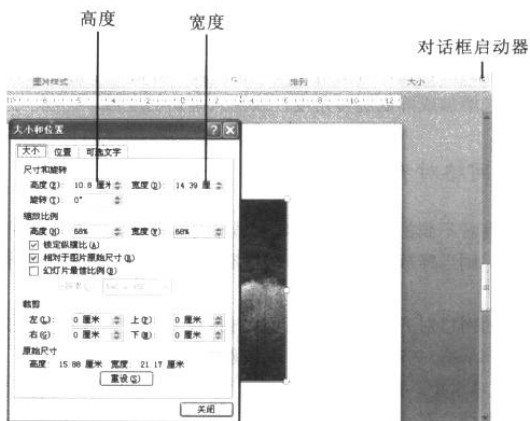 高度
宽度
对话框启动器
图片样式 排列 大小
大小和位置
大小 位置 可选文字
尺寸和旋转
高度(E): 10.8 厘米 宽度(D): 14.39 厘
旋转(T): 0°
缩放比例
高度(H): 68% 宽度(W): 68%
锁定纵横比(A)
相对于图片原始尺寸(R)
幻灯片最佳比例(B)
裁剪
左(L): 0 厘米 上(P): 0 厘米
右(G): 0 厘米 下(M): 0 厘米
原始尺寸
高度: 15.88 厘米 宽度: 21.17 厘米
重设(S)
关闭